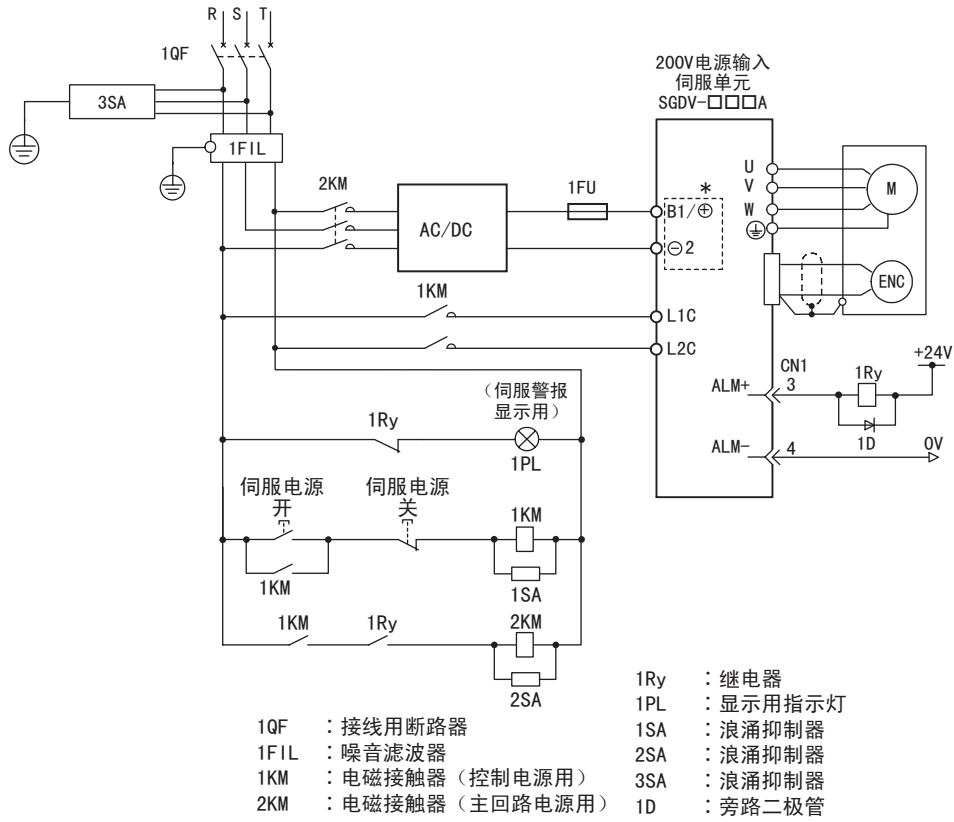 R S T
1QF
3SA
1FIL
200V电源输入
伺服单元
SGDV-□□□A
2KM
AC/DC
1FU
*
B1/⊕
⊖2
U
V
W
M
ENC
1KM
L1C
L2C
CN1
ALM+
3
1Ry
+24V
1D
ALM-
4
0V
(伺服警报
显示用)
1Ry
1PL
伺服电源
开
伺服电源
关
1KM
1KM
1SA
1KM
1Ry
2KM
2SA
1QF :接线用断路器
1FIL :噪音滤波器
1KM :电磁接触器(控制电源用)
2KM :电磁接触器(主回路电源用)
1Ry :继电器
1PL :显示用指示灯
1SA :浪涌抑制器
2SA :浪涌抑制器
3SA :浪涌抑制器
1D :旁路二极管